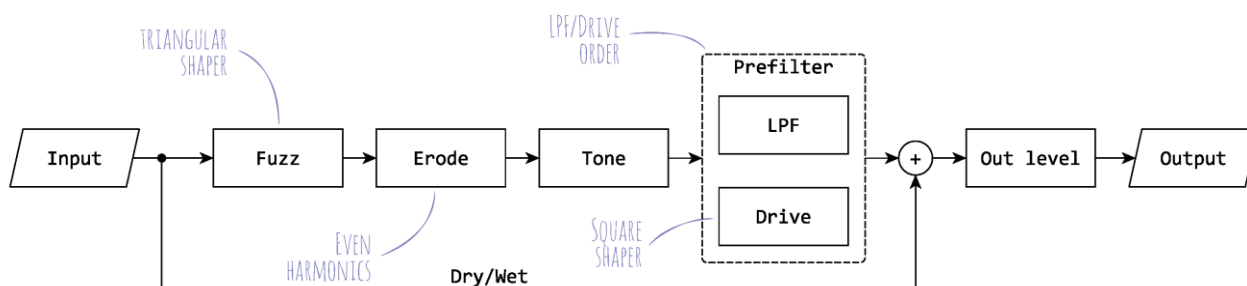 TRIANGULAR
SHAPER
LPF/DRIVE
ORDER
Prefilter
LPF
Input
Fuzz
Erode
Tone
+
Out level
Output
Drive
SQUARE
SHAPER
EVEN
HARMONICS
Dry/Wet